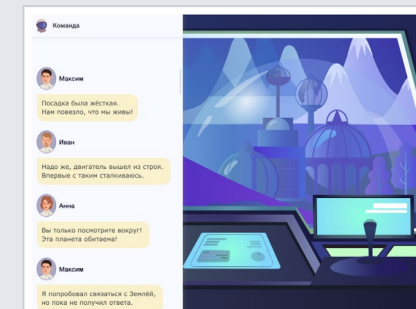 Команда
Максим
Посадка была жёсткая.
Нам повезло, что мы живы!
Иван
Надо же, двигатель вышел из строя.
Впервые с таким сталкиваюсь.
Анна
Вы только посмотрите вокруг!
Эта планета обитаема!
Максим
Я попробовал связаться с Землёй,
но пока не получил ответа.